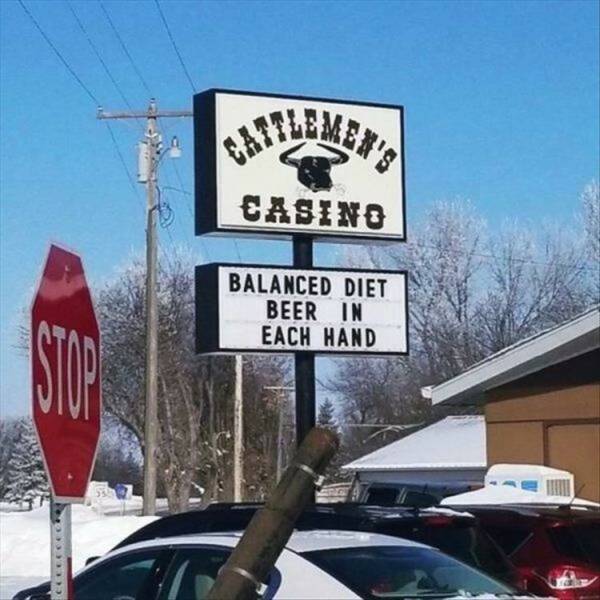 CATTLEMEN'S
CASINO
BALANCED DIET
BEER IN
EACH HAND
STOP